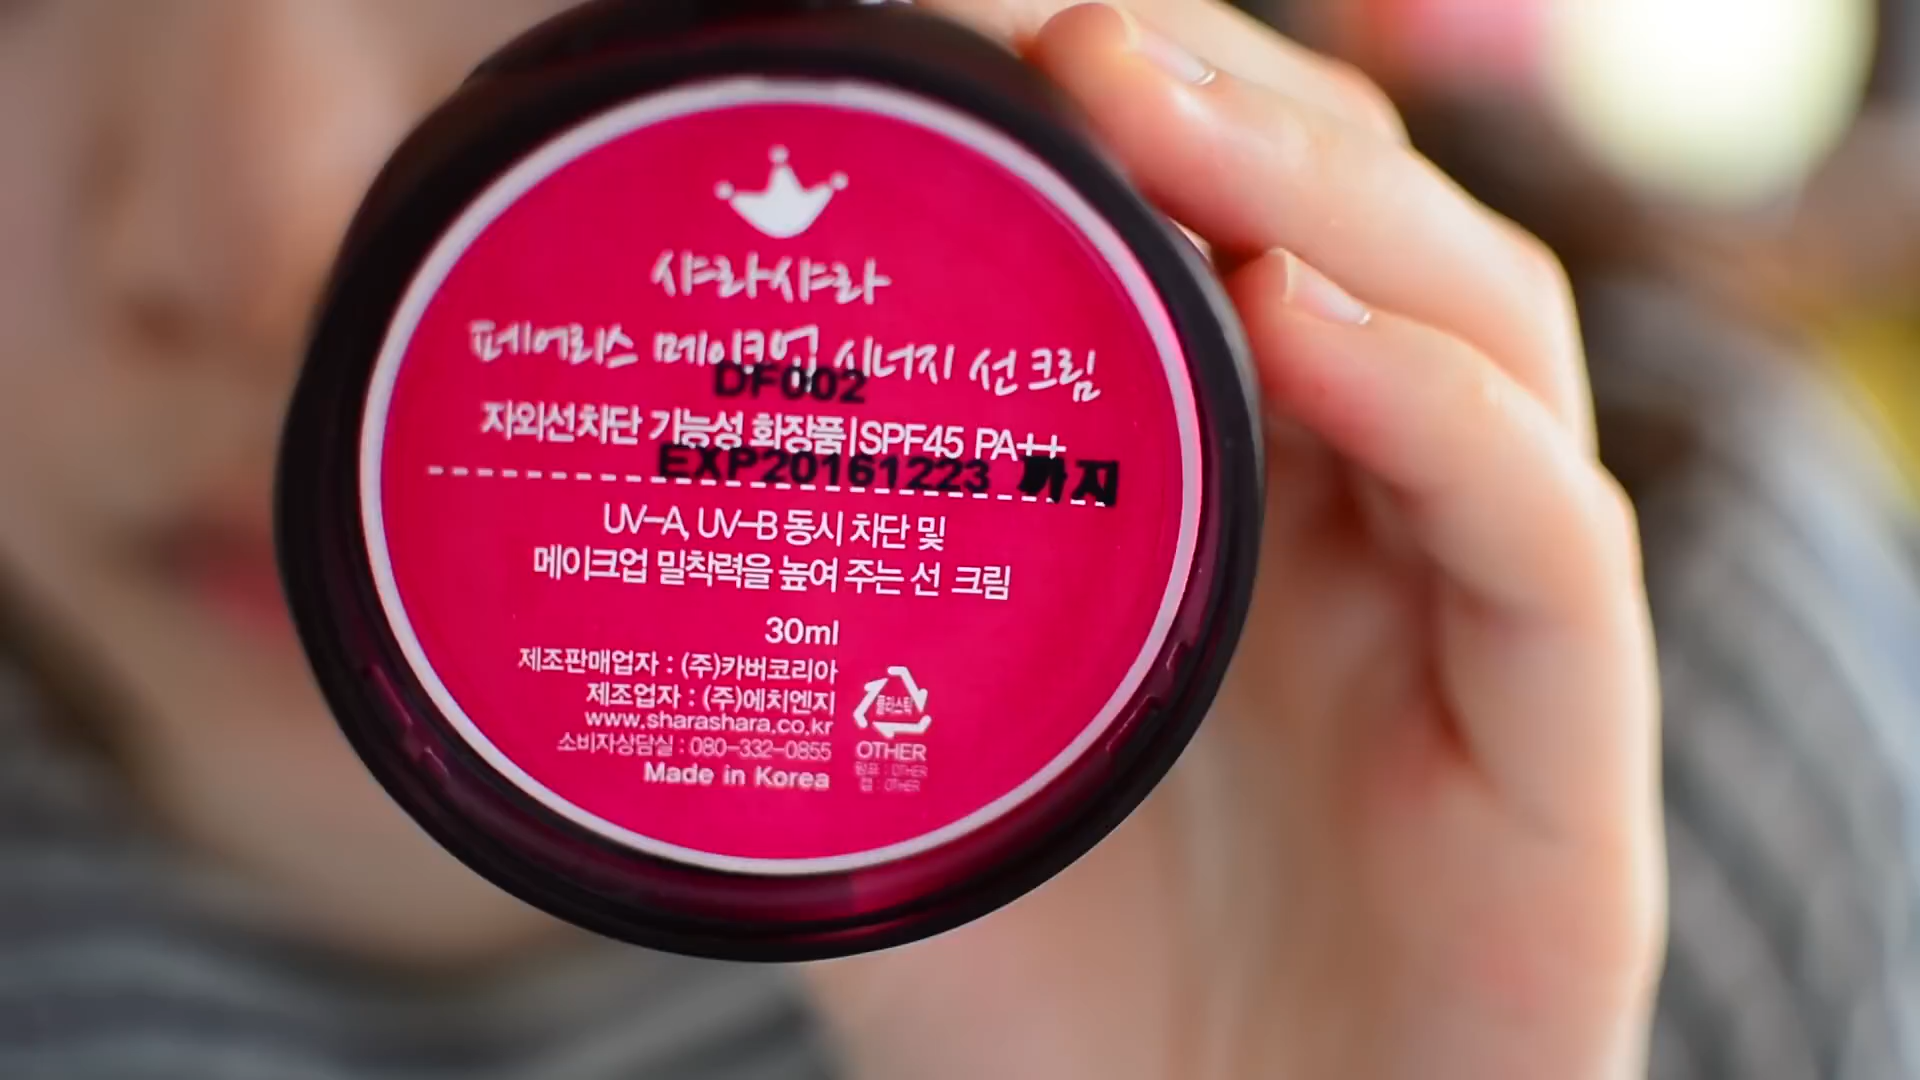 샤라샤라
페어리스 메이크업 시너지 선 크림
DF002
자외선차단 기능성 화장품|SPF45 PA++
EXP20161223 까지
UV-A, UV-B 동시 차단 및
메이크업 밀착력을 높여 주는 선 크림
30ml
제조판매업자 : (주)카버코리아
제조업자 : (주)에치엔지
www.sharashara.co.kr
소비자상담실 : 080-332-0855
Made in Korea
플라스틱
OTHER
펌프 : OTHER
캡 : OTHER